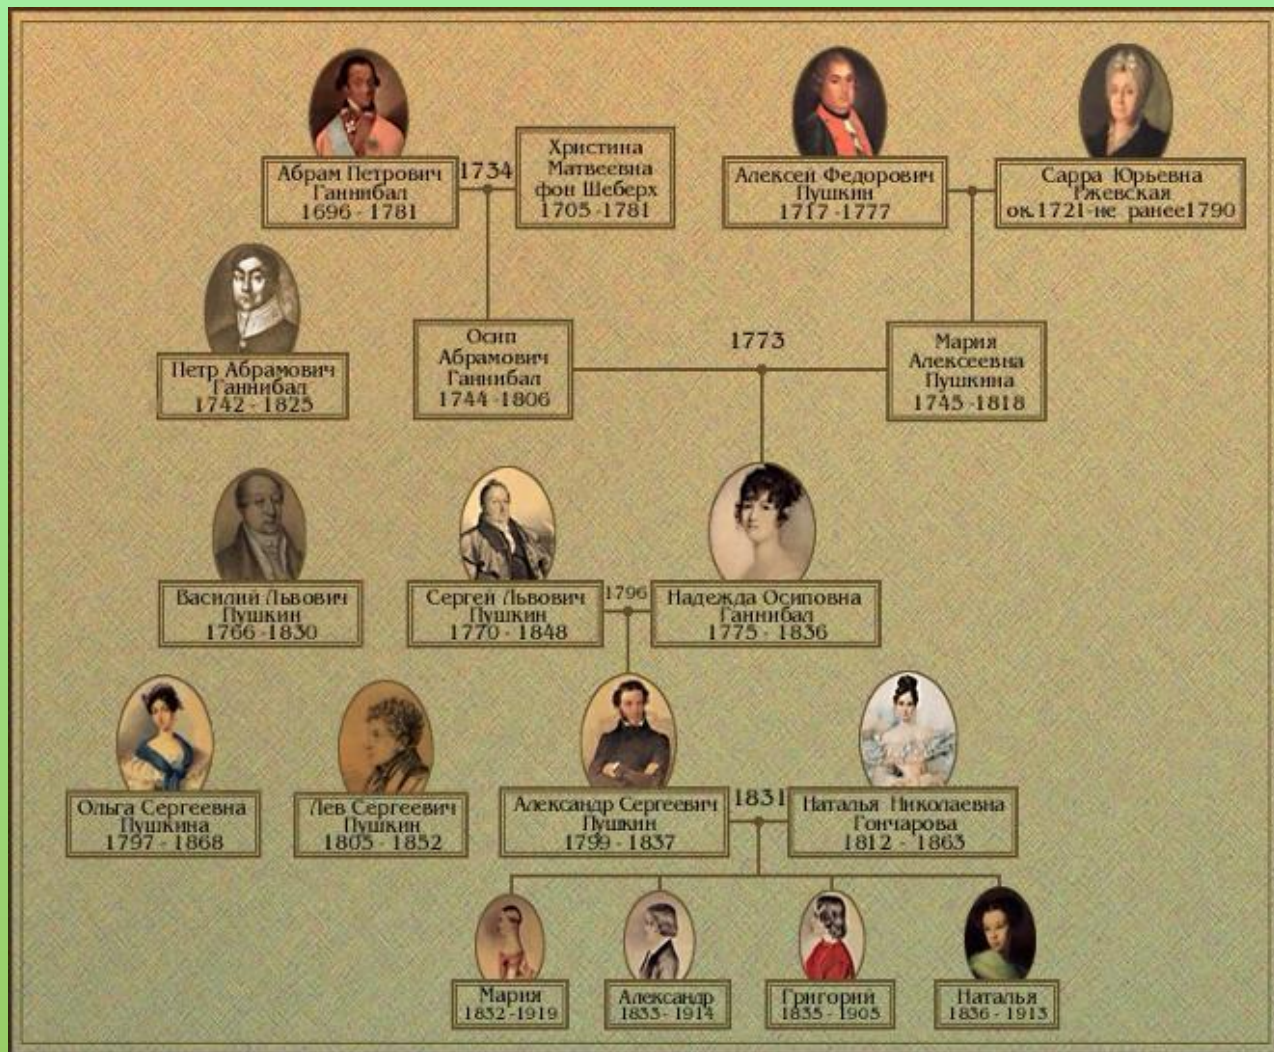 Абрам Петрович
Ганнибал
1696 - 1781
1734
Христина
Матвеевна
фон Шеберх
1705 - 1781
Алексей Федорович
Пушкин
1717 - 1777
Сарра Юрьевна
Ржевская
ок.1721-не ранее1790
Петр Абрамович
Ганнибал
1742 - 1825
Осип
Абрамович
Ганнибал
1744 - 1806
1773
Мария
Алексеевна
Пушкина
1745 - 1818
Василий Львович
Пушкин
1766 - 1830
Сергей Львович
Пушкин
1770 - 1848
1796
Надежда Осиповна
Ганнибал
1775 - 1836
Ольга Сергеевна
Пушкина
1797 - 1868
Лев Сергеевич
Пушкин
1805 - 1852
Александр Сергеевич
Пушкин
1799 - 1837
1831
Наталья Николаевна
Гончарова
1812 - 1863
Мария
1832 - 1919
Александр
1833 - 1914
Григорий
1835 - 1905
Наталья
1836 - 1913